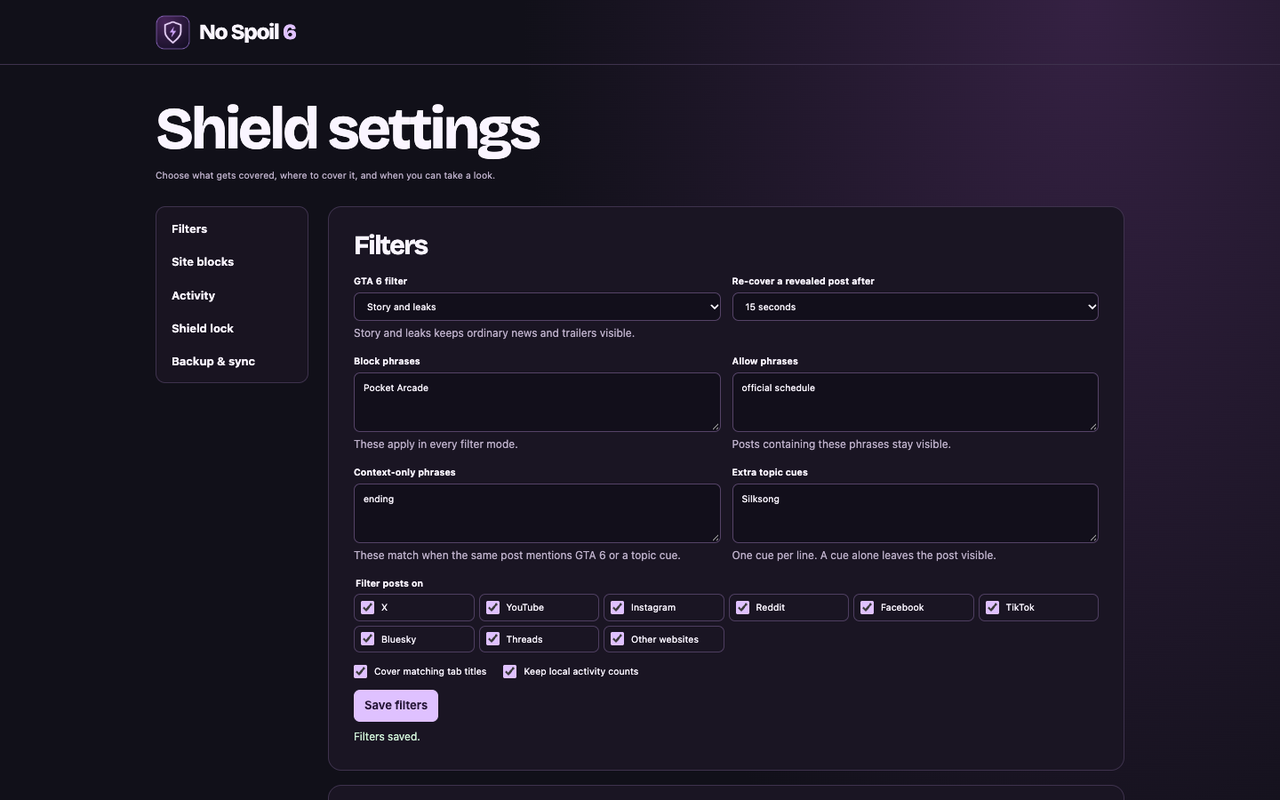 No Spoil 6
Shield settings
Choose what gets covered, where to cover it, and when you can take a look.
Filters
Site blocks
Activity
Shield lock
Backup & sync
Filters
GTA 6 filter
Re-cover a revealed post after
Story and leaks
15 seconds
Story and leaks keeps ordinary news and trailers visible.
Block phrases
Allow phrases
Pocket Arcade
official schedule
These apply in every filter mode.
Posts containing these phrases stay visible.
Context-only phrases
Extra topic cues
ending
Silksong
These match when the same post mentions GTA 6 or a topic cue.
One cue per line. A cue alone leaves the post visible.
Filter posts on
X
YouTube
Instagram
Reddit
Facebook
TikTok
Bluesky
Threads
Other websites
Cover matching tab titles
Keep local activity counts
Save filters
Filters saved.